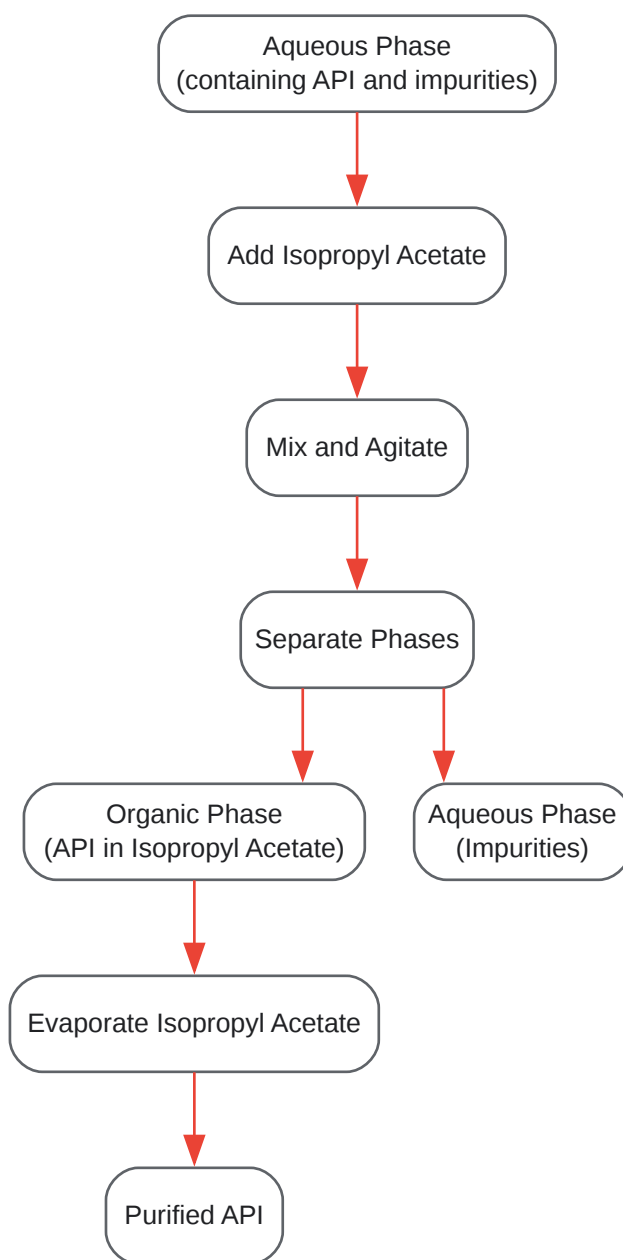 Aqueous Phase
(containing API and impurities)
Add Isopropyl Acetate
Mix and Agitate
Separate Phases
Organic Phase
(API in Isopropyl Acetate)
Aqueous Phase
(Impurities)
Evaporate Isopropyl Acetate
Purified API